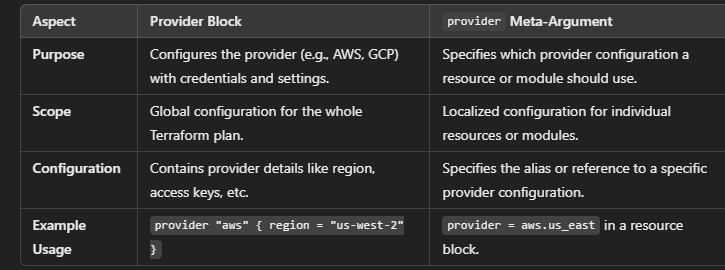 Aspect Provider Block provider Meta-Argument
Purpose Configures the provider (e.g., AWS, GCP) Specifies which provider configuration a
with credentials and settings. resource or module should use.
Scope Global configuration for the whole Localized configuration for individual
Terraform plan. resources or modules.
Configuration Contains provider details like region, Specifies the alias or reference to a specific
access keys, etc. provider configuration.
Example provider "aws" { region = "us-west-2" provider = aws.us_east in a resource
Usage } block.